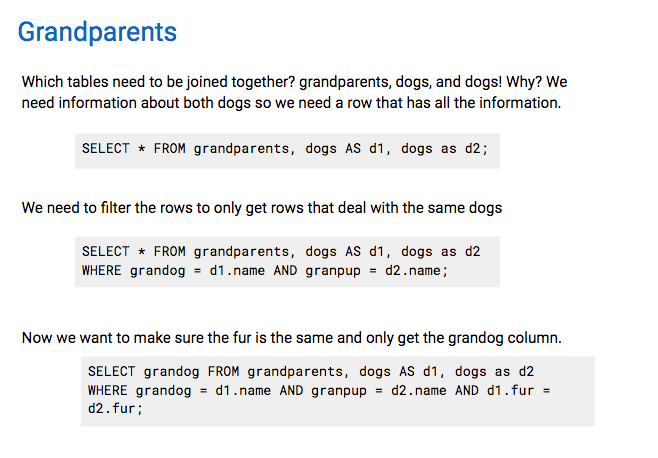 Grandparents
Which tables need to be joined together? grandparents, dogs, and dogs! Why? We
need information about both dogs so we need a row that has all the information.
SELECT * FROM grandparents, dogs AS d1, dogs as d2;
We need to filter the rows to only get rows that deal with the same dogs
SELECT * FROM grandparents, dogs AS d1, dogs as d2
WHERE grandog = d1.name AND granpup = d2.name;
Now we want to make sure the fur is the same and only get the grandog column.
SELECT grandog FROM grandparents, dogs AS d1, dogs as d2
WHERE grandog = d1.name AND granpup = d2.name AND d1.fur =
d2.fur;